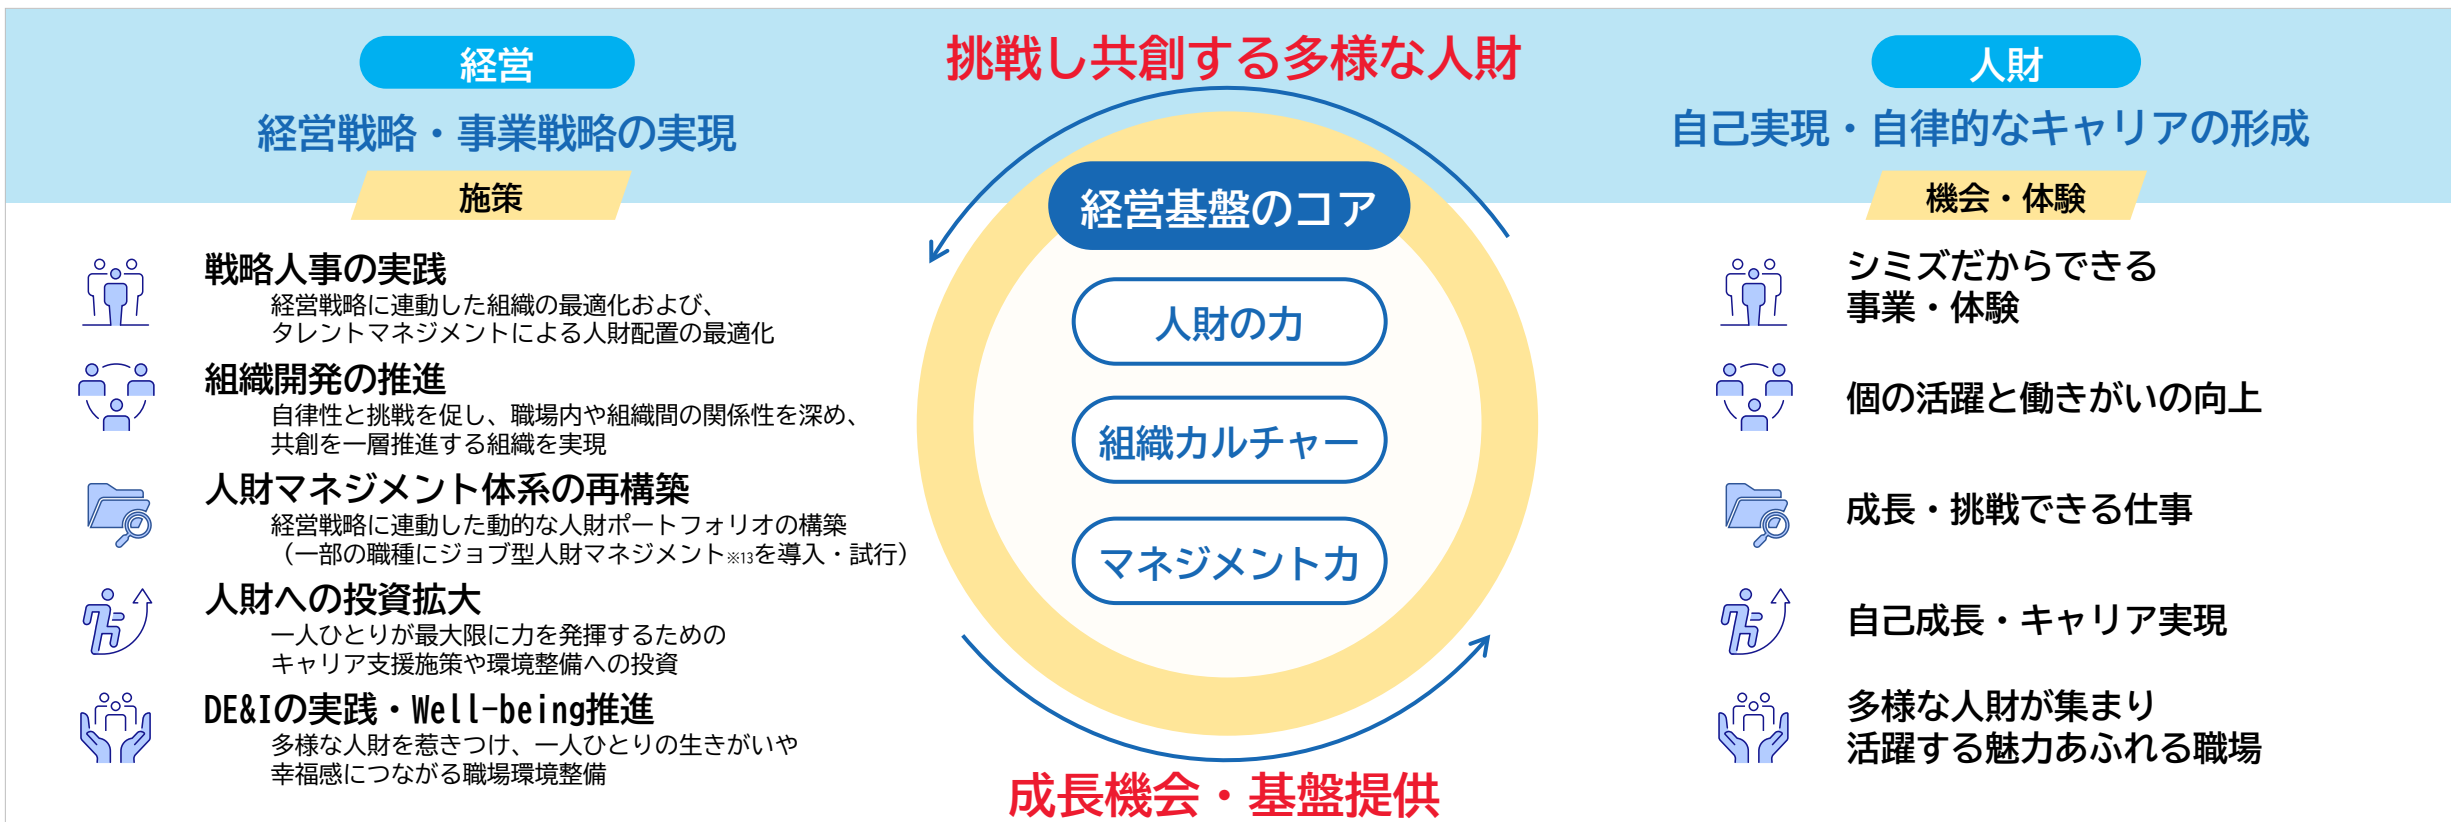 経営
経営戦略・事業戦略の実現
施策
戦略人事の実践
経営戦略に連動した組織の最適化および、
タレントマネジメントによる人財配置の最適化
組織開発の推進
自律性と挑戦を促し、職場内や組織間の関係性を深め、
共創を一層推進する組織を実現
人財マネジメント体系の再構築
経営戦略に連動した動的な人財ポートフォリオの構築
（一部の職種にジョブ型人財マネジメント※13を導入・試行）
人財への投資拡大
一人ひとりが最大限に力を発揮するための
キャリア支援施策や環境整備への投資
DE&Iの実践・Well-being推進
多様な人財を惹きつけ、一人ひとりの生きがいや
幸福感につながる職場環境整備
挑戦し共創する多様な人財
経営基盤のコア
人財の力
組織カルチャー
マネジメント力
成長機会・基盤提供
人財
自己実現・自律的なキャリアの形成
機会・体験
シミズだからできる
事業・体験
個の活躍と働きがいの向上
成長・挑戦できる仕事
自己成長・キャリア実現
多様な人財が集まり
活躍する魅力あふれる職場